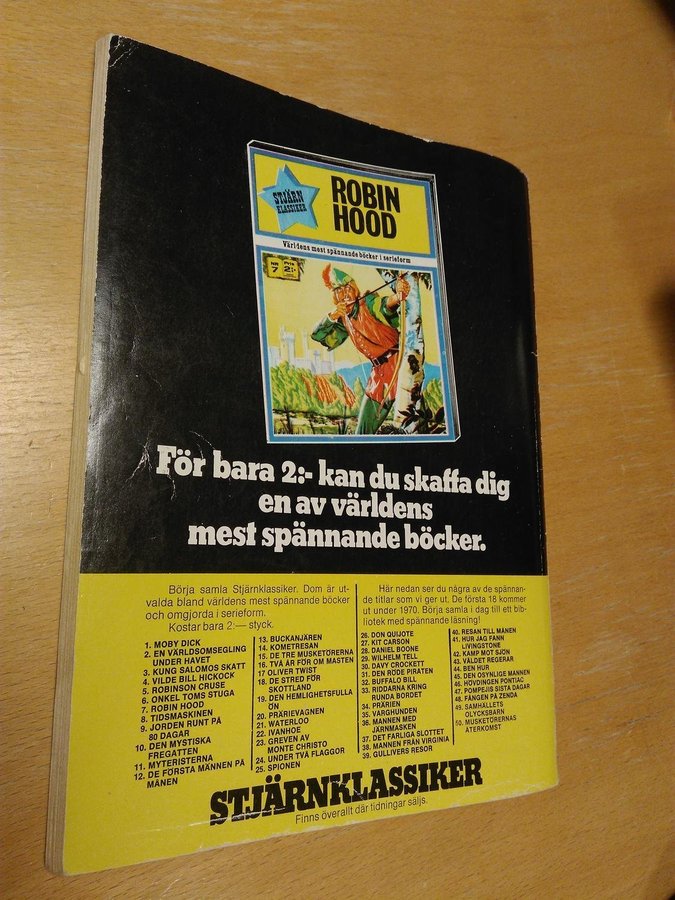 STJÄRN
KLASSIKER
ROBIN
HOOD
Världens mest spännande böcker i serieform
NR
7
Pris
2:-
För bara 2:- kan du skaffa dig
en av världens
mest spännande böcker.
Börja samla Stjärnklassiker. Dom är ut-
valda bland världens mest spännande böcker
och omgjorda i serieform.
Kostar bara 2:— styck.
Här nedan ser du några av de spännan-
de titlar som vi ger ut. De första 18 kommer
ut under 1970. Börja samla i dag till ett bib-
liotek med spännande läsning!
1. MOBY DICK
2. EN VÄRLDSOMSEGLING
UNDER HAVET
3. KUNG SALOMOS SKATT
4. VILDE BILL HICKOCK
5. ROBINSON CRUSE
6. ONKEL TOMS STUGA
7. ROBIN HOOD
8. TIDSMASKINEN
9. JORDEN RUNT PÅ
80 DAGAR
10. DEN MYSTISKA
FREGATTEN
11. MYTERISTERNA
12. DE FÖRSTA MÄNNEN PÅ
MÅNEN
13. BUCKANJÄREN
14. KOMETRESAN
15. DE TRE MUSKETÖRERNA
16. TVÅ ÅR FÖR OM MASTEN
17 OLIVER TWIST
18. DE STRED FÖR
SKOTTLAND
19. DEN HEMLIGHETSFULLA
ÖN
20. PRÄRIEVAGNEN
21. WATERLOO
22. IVANHOE
23. GREVEN AV
MONTE CHRISTO
24. UNDER TVÅ FLAGGOR
25. SPIONEN
26. DON QUIJOTE
27. KIT CARSON
28. DANIEL BOONE
29. WILHELM TELL
30. DAVY CROCKETT
31. DEN RÖDE PIRATEN
32. BUFFALO BILL
33. RIDDARNA KRING
RUNDA BORDET
34. PRÄRIEN
35. VARGHUNDEN
36. MANNEN MED
JÄRNMASKEN
37. DET FARLIGA SLOTTET
38. MANNEN FRÅN VIRGINIA
39. GULLIVERS RESOR
40. RESAN TILL MÅNEN
41. HUR JAG FANN
LIVINGSTONE
42. KAMP MOT SJÖN
43. VÅLDET REGERAR
44. BEN HUR
45. DEN OSYNLIGE MANNEN
46. HÖVDINGEN PONTIAC
47. POMPEJIS SISTA DAGAR
48. FÅNGEN PÅ ZENDA
49. SAMHÄLLETS
OLYCKSBARN
50. MUSKETÖRERNAS
ÅTERKOMST
STJÄRNKLASSIKER
Finns överallt där tidningar säljs.